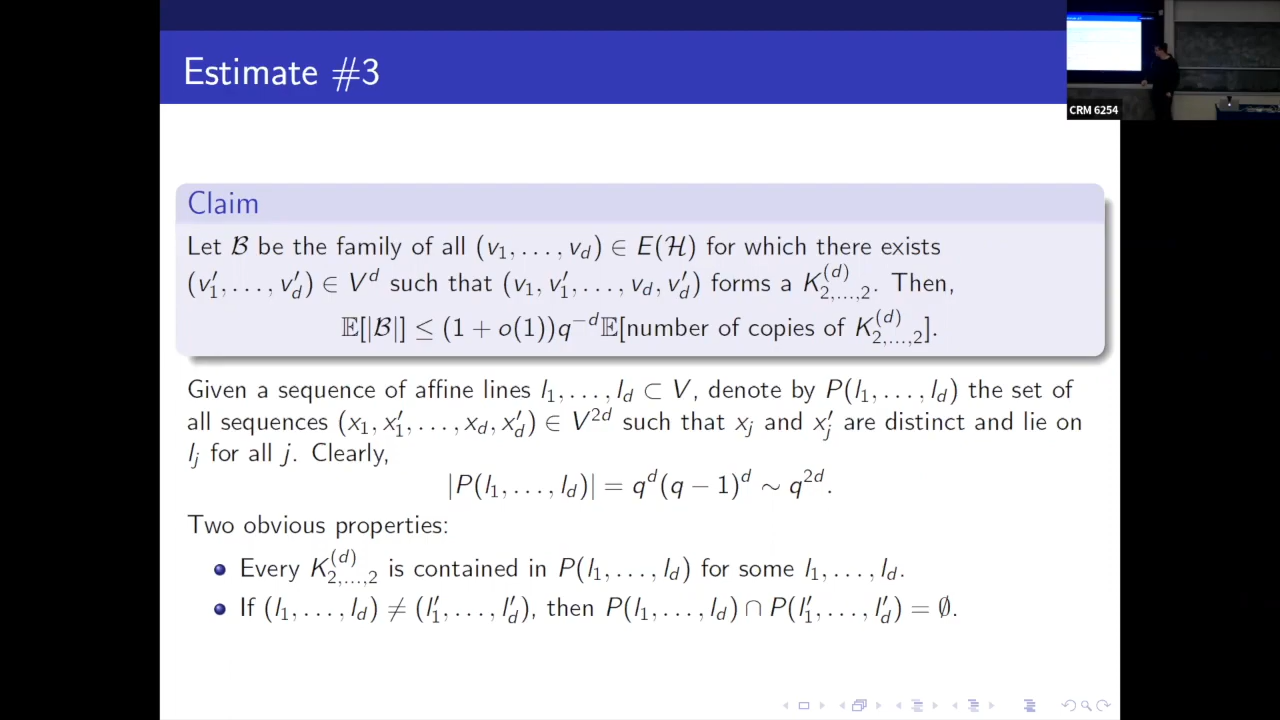 Estimate #3
CRM 6254
Claim
Let 𝓑 be the family of all (v₁, . . . , v_d) ∈ E(𝓗) for which there exists
(v′₁, . . . , v′_d) ∈ V^d such that (v₁, v′₁, . . . , v_d, v′_d) forms a K^{(d)}_{2,...,2}. Then,
𝔼[|𝓑|] ≤ (1 + o(1))q^{−d}𝔼[number of copies of K^{(d)}_{2,...,2}].
Given a sequence of affine lines l₁, . . . , l_d ⊂ V, denote by P(l₁, . . . , l_d) the set of
all sequences (x₁, x′₁, . . . , x_d, x′_d) ∈ V^{2d} such that x_j and x′_j are distinct and lie on
l_j for all j. Clearly,
|P(l₁, . . . , l_d)| = q^d(q − 1)^d ∼ q^{2d}.
Two obvious properties:
Every K^{(d)}_{2,...,2} is contained in P(l₁, . . . , l_d) for some l₁, . . . , l_d.
If (l₁, . . . , l_d) ≠ (l′₁, . . . , l′_d), then P(l₁, . . . , l_d) ∩ P(l′₁, . . . , l′_d) = ∅.